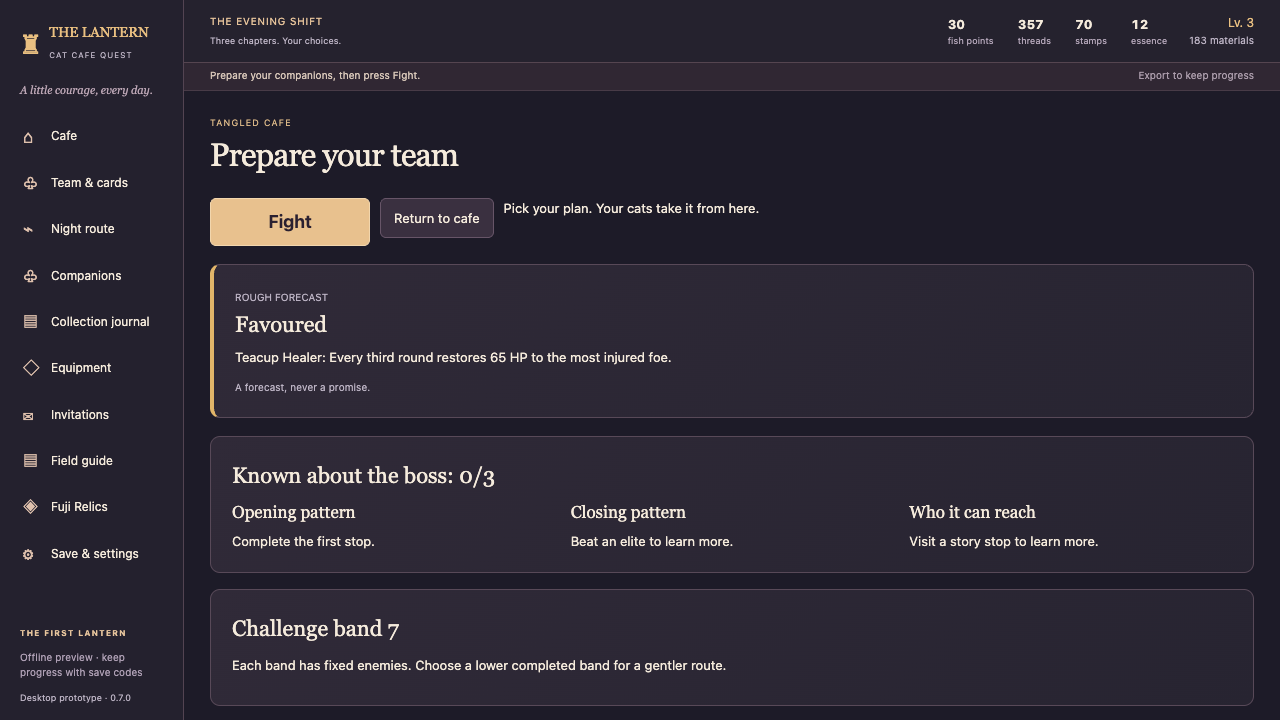 THE LANTERN
CAT CAFE QUEST
A little courage, every day.
Cafe
Team & cards
Night route
Companions
Collection journal
Equipment
Invitations
Field guide
Fuji Relics
Save & settings
THE FIRST LANTERN
Offline preview · keep
progress with save codes
Desktop prototype · 0.7.0
THE EVENING SHIFT
Three chapters. Your choices.
30
fish points
357
threads
70
stamps
12
essence
Lv. 3
183 materials
Prepare your companions, then press Fight.
Export to keep progress
TANGLED CAFE
Prepare your team
Fight
Return to cafe
Pick your plan. Your cats take it from here.
ROUGH FORECAST
Favoured
Teacup Healer: Every third round restores 65 HP to the most injured foe.
A forecast, never a promise.
Known about the boss: 0/3
Opening pattern
Complete the first stop.
Closing pattern
Beat an elite to learn more.
Who it can reach
Visit a story stop to learn more.
Challenge band 7
Each band has fixed enemies. Choose a lower completed band for a gentler route.